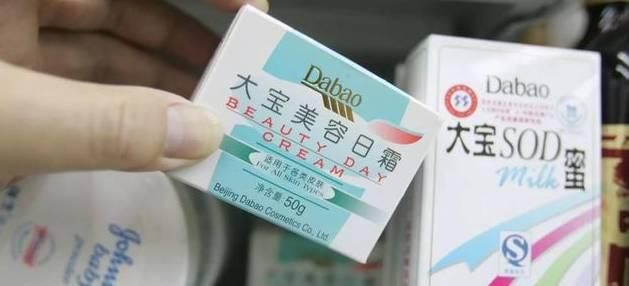 Dabao
大宝美容日霜
BEAUTY DAY
CREAM
适用于各类皮肤
For All Skin Types
净含量:50g
Beijing Dabao Cosmetics Co., Ltd.
Dabao
大宝SOD蜜
Milk
Johnson's
baby
powder